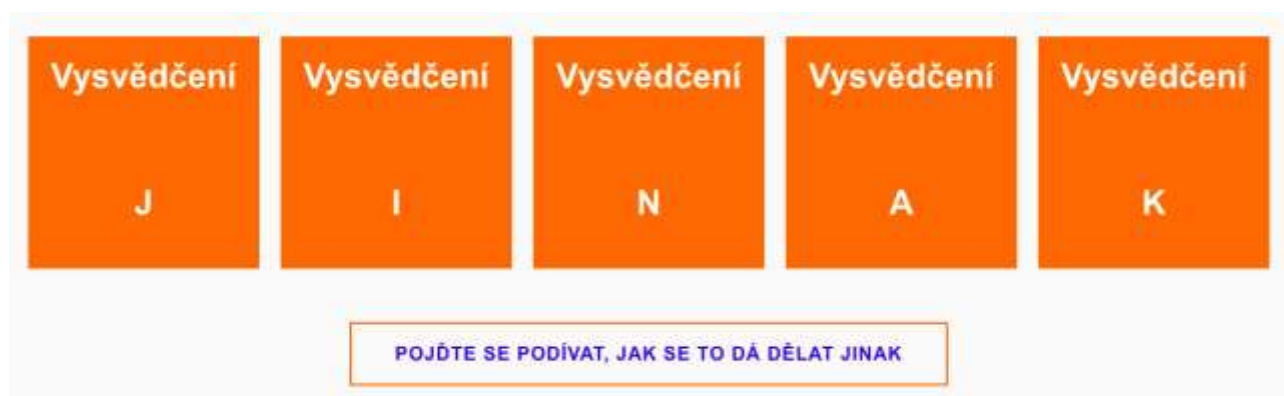 Vysvědčení Vysvědčení Vysvědčení Vysvědčení Vysvědčení
J I N A K
POJĎTE SE PODÍVAT, JAK SE TO DÁ DĚLAT JINAK